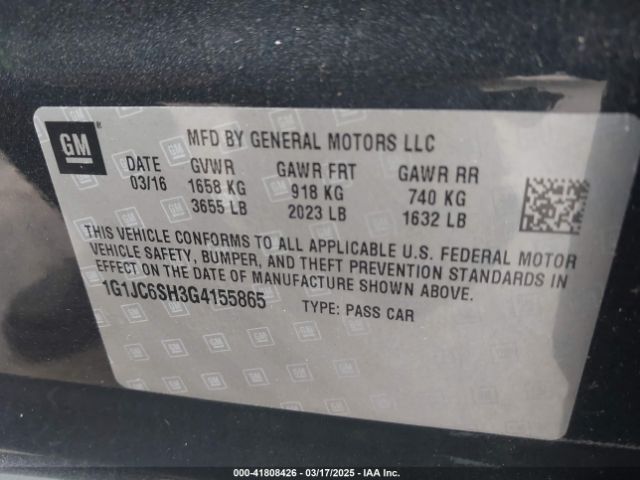 GM
®
MFD BY GENERAL MOTORS LLC
DATE GVWR GAWR FRT GAWR RR
03/16 1658 KG 918 KG 740 KG
3655 LB 2023 LB 1632 LB
THIS VEHICLE CONFORMS TO ALL APPLICABLE U.S. FEDERAL MOTOR
VEHICLE SAFETY, BUMPER, AND THEFT PREVENTION STANDARDS IN
EFFECT ON THE DATE OF MANUFACTURE SHOWN ABOVE.
1G1JC6SH3G4155865 TYPE: PASS CAR
000-41808426 - 03/17/2025 - IAA Inc.